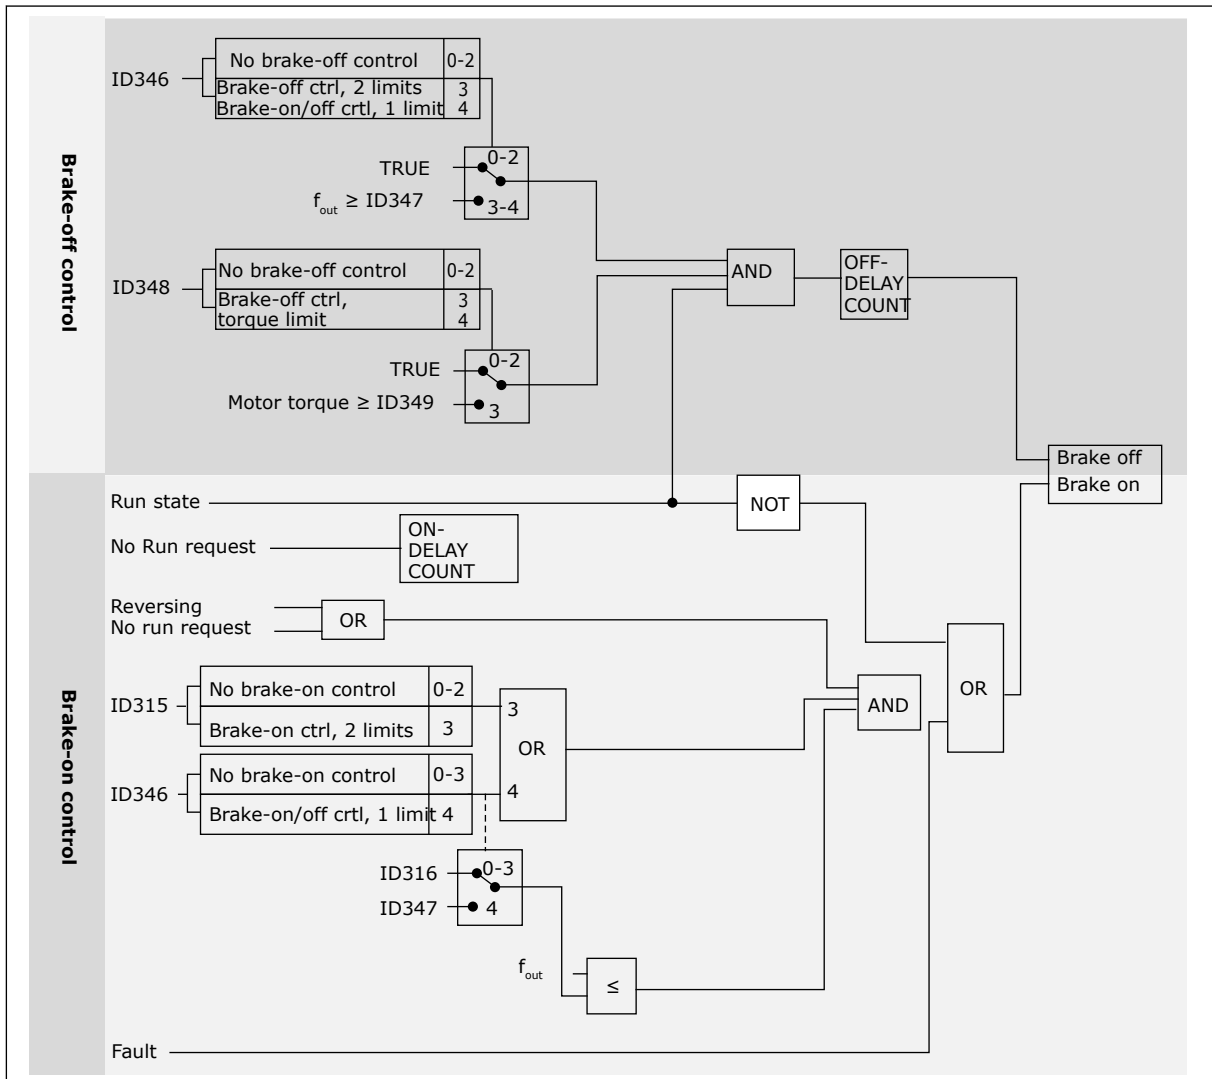 Brake-off control
ID346
No brake-off control 0-2
Brake-off ctrl, 2 limits 3
Brake-on/off crtl, 1 limit 4
TRUE
0-2
fout ≥ ID347
3-4
ID348
No brake-off control 0-2
Brake-off ctrl, 3
torque limit 4
TRUE
0-2
Motor torque ≥ ID349
3
AND
OFF-
DELAY
COUNT
Brake off
Brake on
Brake-on control
Run state
NOT
No Run request
ON-
DELAY
COUNT
Reversing
No run request
OR
ID315
No brake-on control 0-2
Brake-on ctrl, 2 limits 3
ID346
No brake-on control 0-3
Brake-on/off crtl, 1 limit 4
3
OR
4
AND
OR
ID316
0-3
ID347
4
fout
≤
Fault